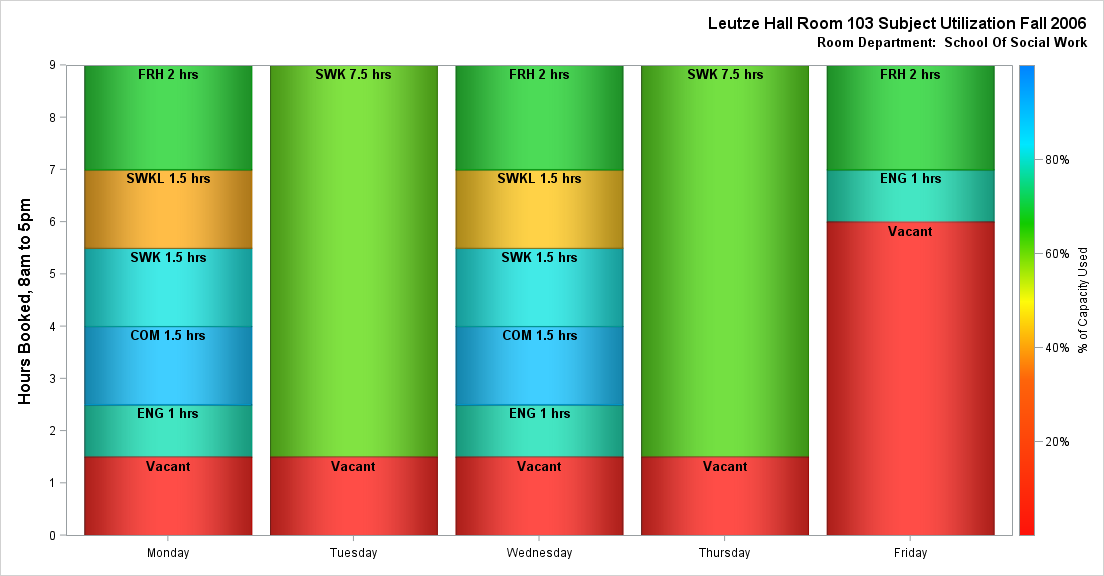 Leutze Hall Room 103 Subject Utilization Fall 2006
Room Department:  School Of Social Work
Hours Booked, 8am to 5pm
9
8
7
6
5
4
3
2
1
0
FRH 2 hrs
SWKL 1.5 hrs
SWK 1.5 hrs
COM 1.5 hrs
ENG 1 hrs
Vacant
SWK 7.5 hrs
Vacant
FRH 2 hrs
SWKL 1.5 hrs
SWK 1.5 hrs
COM 1.5 hrs
ENG 1 hrs
Vacant
SWK 7.5 hrs
Vacant
FRH 2 hrs
ENG 1 hrs
Vacant
Monday
Tuesday
Wednesday
Thursday
Friday
80%
60%
40%
20%
% of Capacity Used